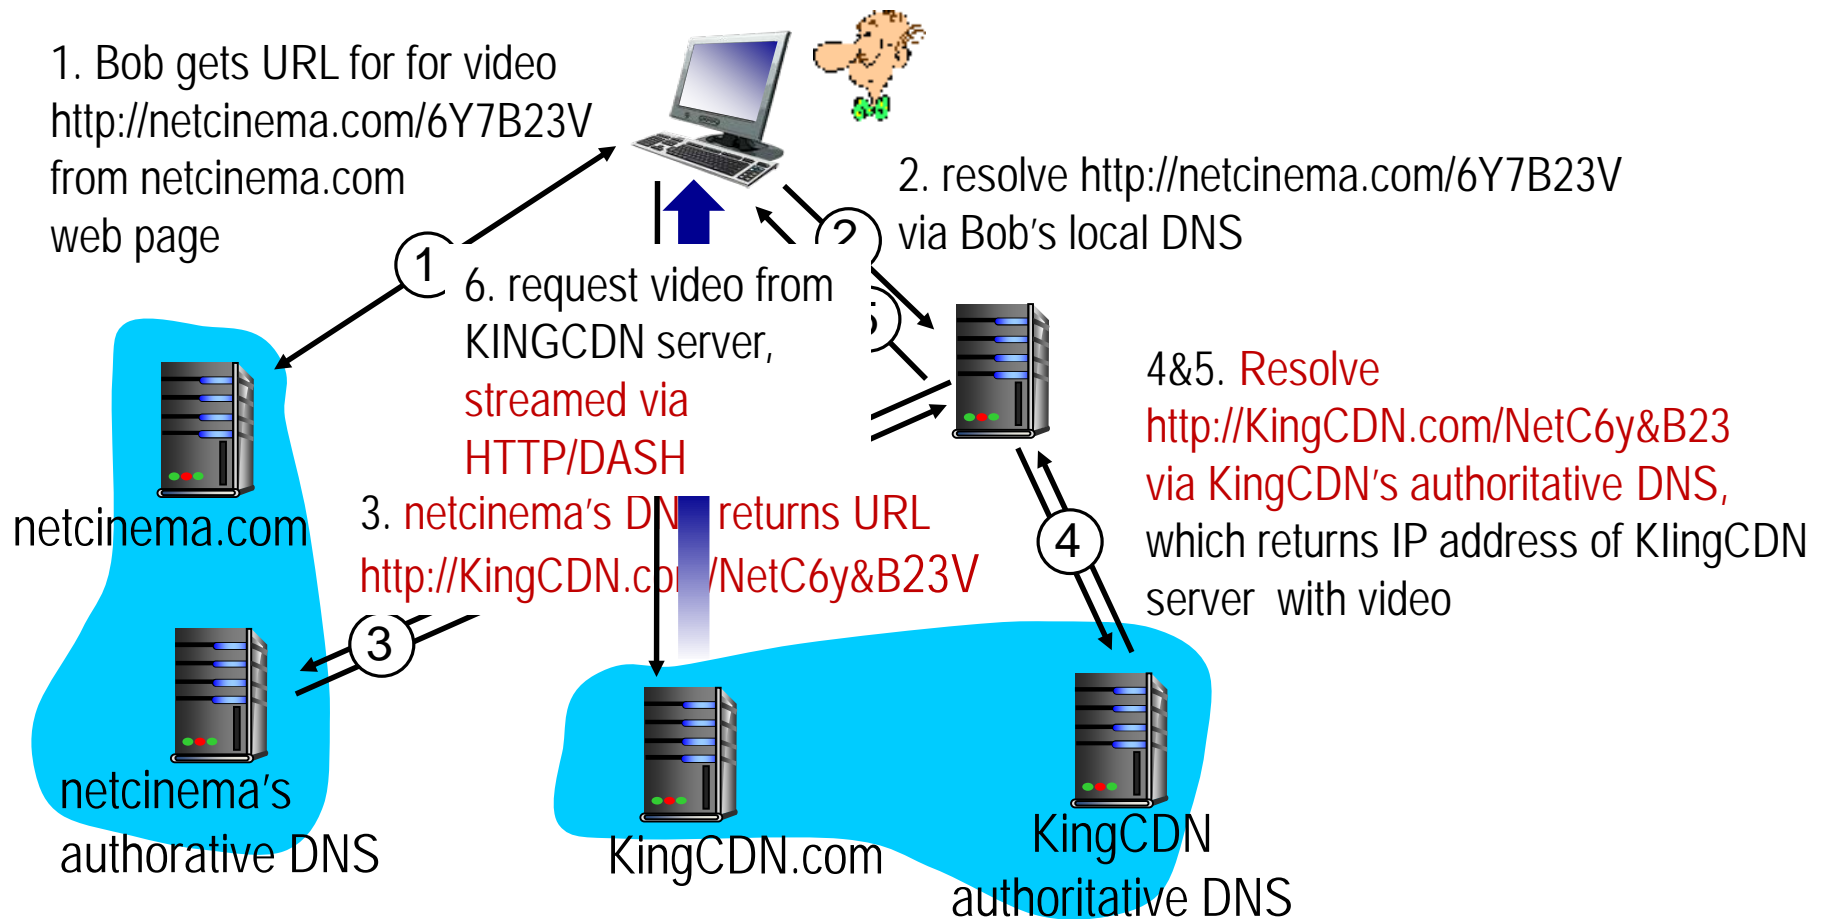 1. Bob gets URL for for video
http://netcinema.com/6Y7B23V
from netcinema.com
web page
2. resolve http://netcinema.com/6Y7B23V
via Bob's local DNS
1
2
6. request video from
KINGCDN server,
streamed via
HTTP/DASH
5
4&5. Resolve
http://KingCDN.com/NetC6y&B23
via KingCDN's authoritative DNS,
which returns IP address of KIingCDN
server with video
netcinema.com
3. netcinema's DNS returns URL
http://KingCDN.com/NetC6y&B23V
4
3
netcinema's
authorative DNS
KingCDN.com
KingCDN
authoritative DNS